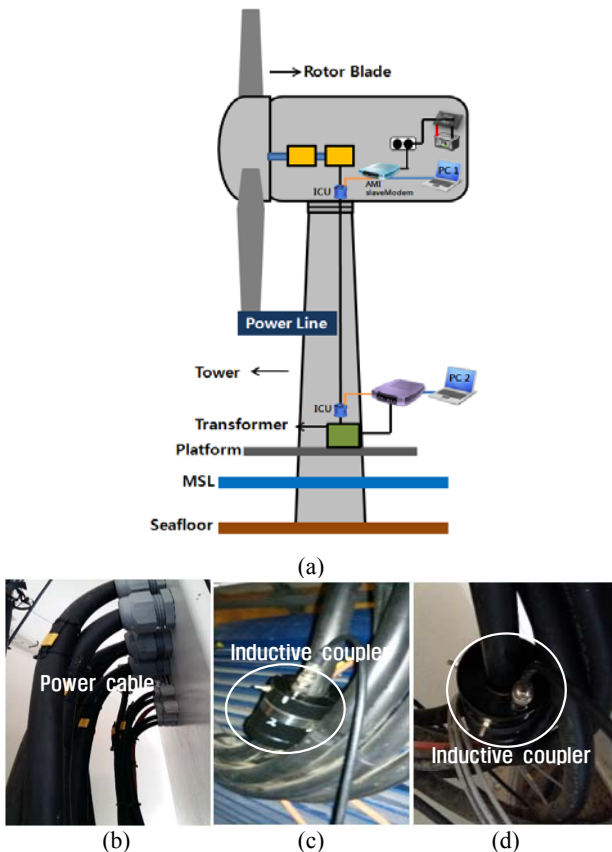 Rotor Blade
PC 1
ICU
AMI
slaveModem
Power Line
Tower
PC 2
ICU
Transformer
Platform
MSL
Seafloor
(a)
Power cable
Inductive coupler
Inductive coupler
(b)
(c)
(d)